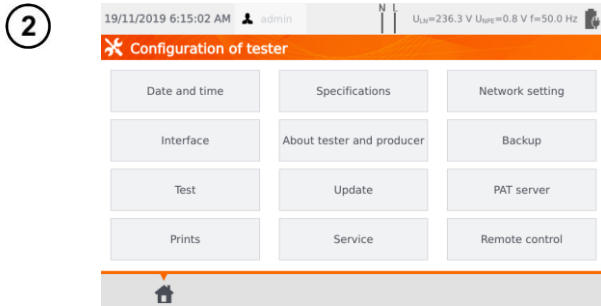 2
19/11/2019 6:15:02 AM admin N L U_LN=236.3 V U_NPE=0.8 V f=50.0 Hz
Configuration of tester
Date and time Specifications Network setting
Interface About tester and producer Backup
Test Update PAT server
Prints Service Remote control